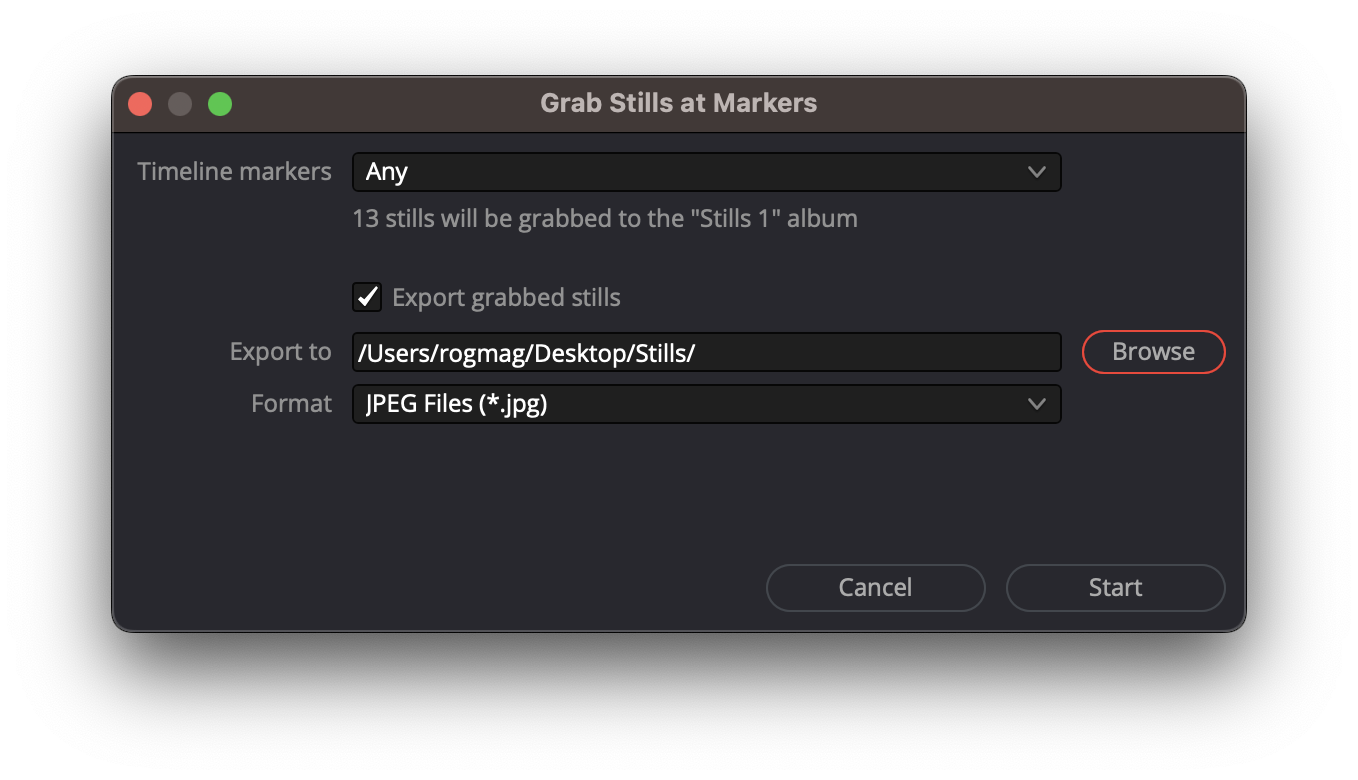 Grab Stills at Markers
Timeline markers Any
13 stills will be grabbed to the "Stills 1" album
Export grabbed stills
Export to /Users/rogmag/Desktop/Stills/ Browse
Format JPEG Files (*.jpg)
Cancel Start